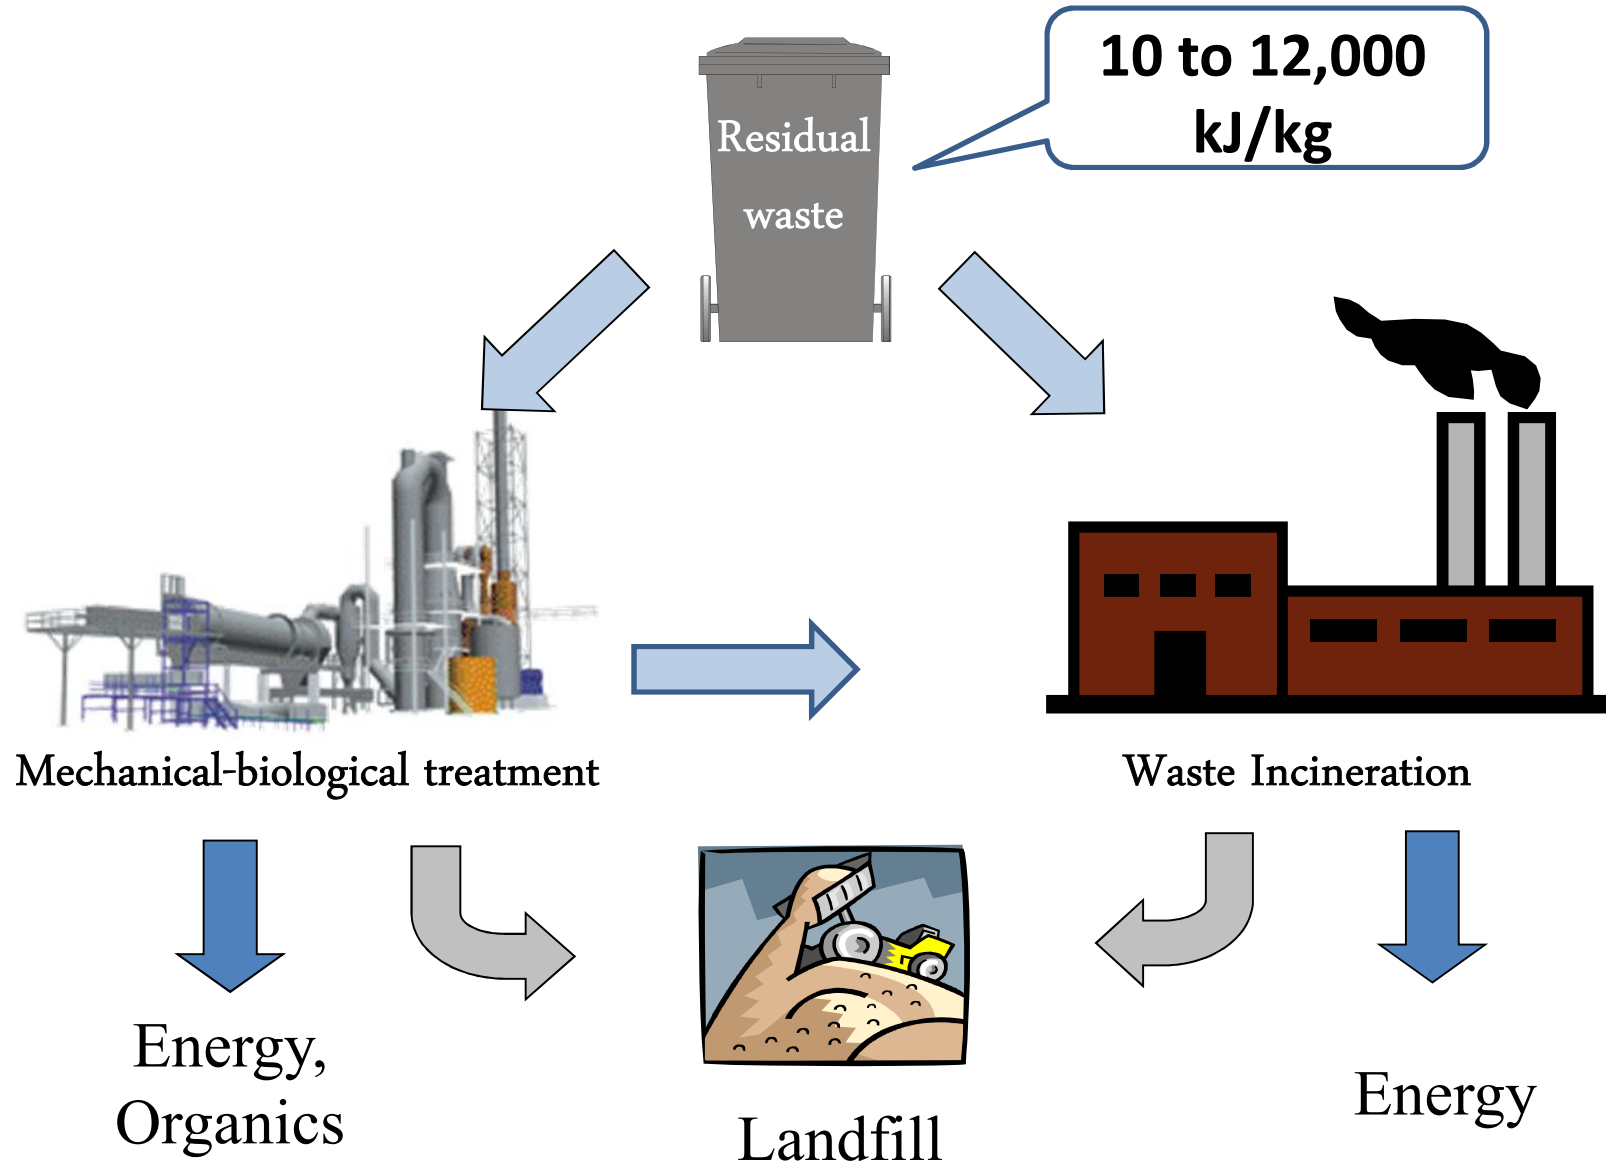 10 to 12,000
kJ/kg
Residual
waste
Mechanical-biological treatment
Waste Incineration
Energy,
Organics
Landfill
Energy